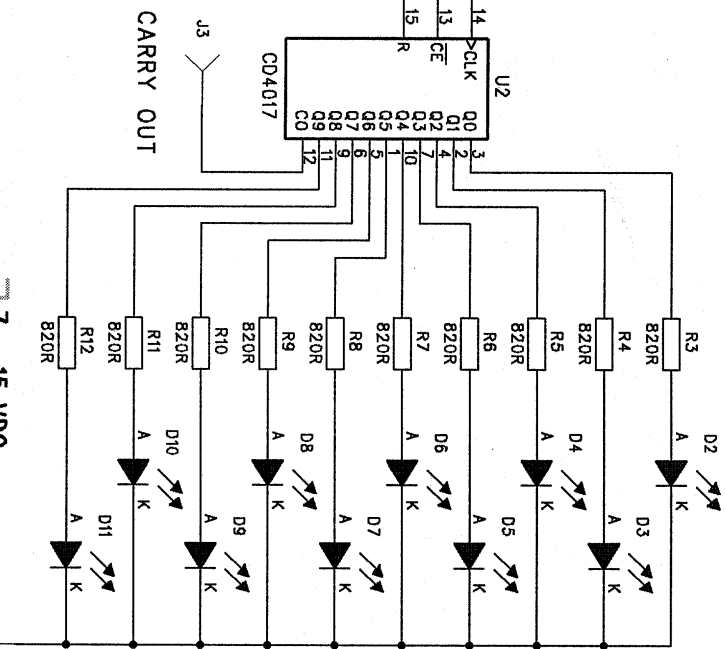 U2
CD4017
14
13
15
>CLK
CE
R
Q0
Q1
Q2
Q3
Q4
Q5
Q6
Q7
Q8
Q9
CO
3
2
4
7
10
1
5
6
9
11
12
J3
CARRY OUT
R3
820R
R4
820R
R5
820R
R6
820R
R7
820R
R8
820R
R9
820R
R10
820R
R11
820R
R12
820R
D2
A
K
D3
A
K
D4
A
K
D5
A
K
D6
A
K
D7
A
K
D8
A
K
D9
A
K
D10
A
K
D11
A
K